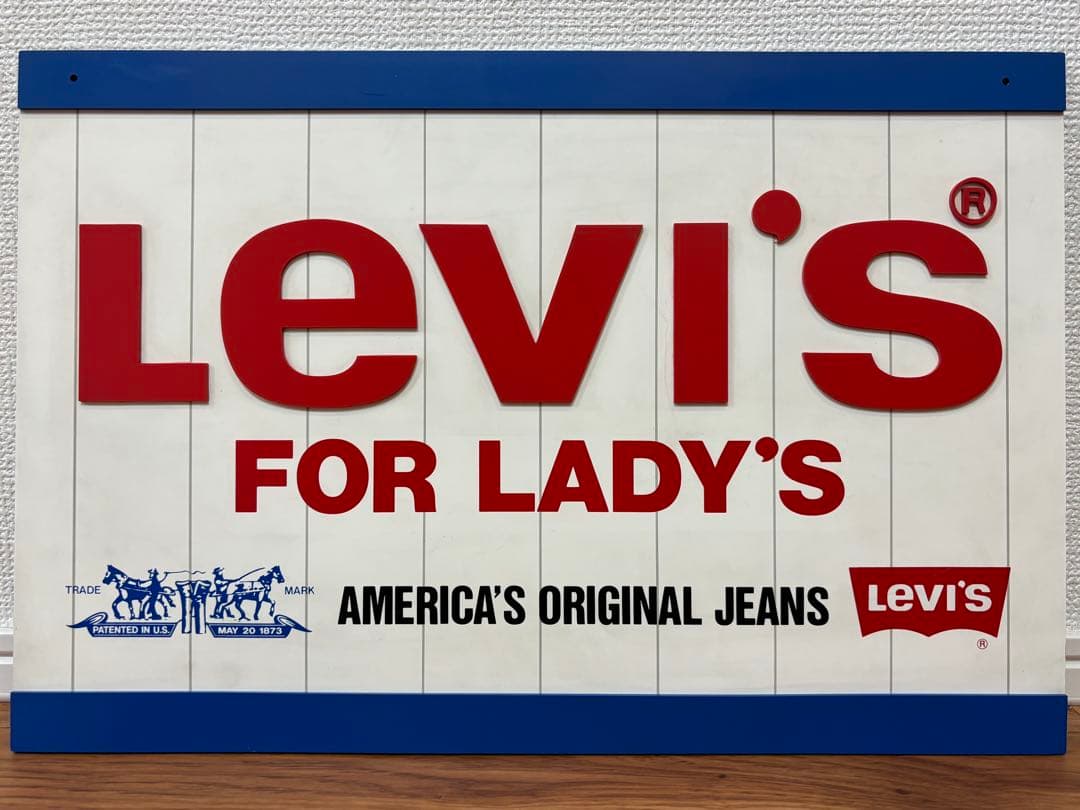 Levi's®
FOR LADY'S
TRADE MARK
PATENTED IN U.S. MAY 20 1873
AMERICA'S ORIGINAL JEANS
Levi's
®